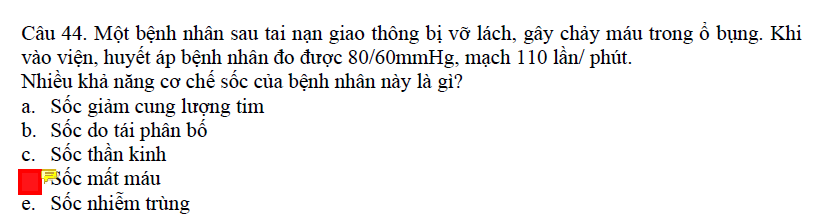 Câu 44. Một bệnh nhân sau tai nạn giao thông bị vỡ lách, gây chảy máu trong ổ bụng. Khi
vào viện, huyết áp bệnh nhân đo được 80/60mmHg, mạch 110 lần/ phút.
Nhiều khả năng cơ chế sốc của bệnh nhân này là gì?
a. Sốc giảm cung lượng tim
b. Sốc do tái phân bố
c. Sốc thần kinh
Sốc mất máu
e. Sốc nhiễm trùng